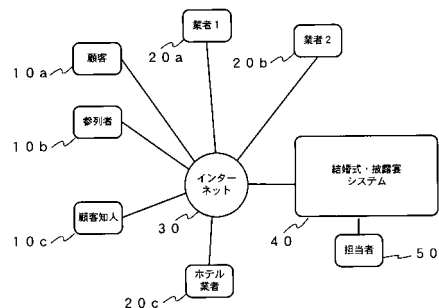 業者1
20a
業者2
20b
顧客
10a
参列者
10b
インター
ネット
30
結婚式・披露宴
システム
40
顧客知人
10c
ホテル
業者
20c
担当者
50